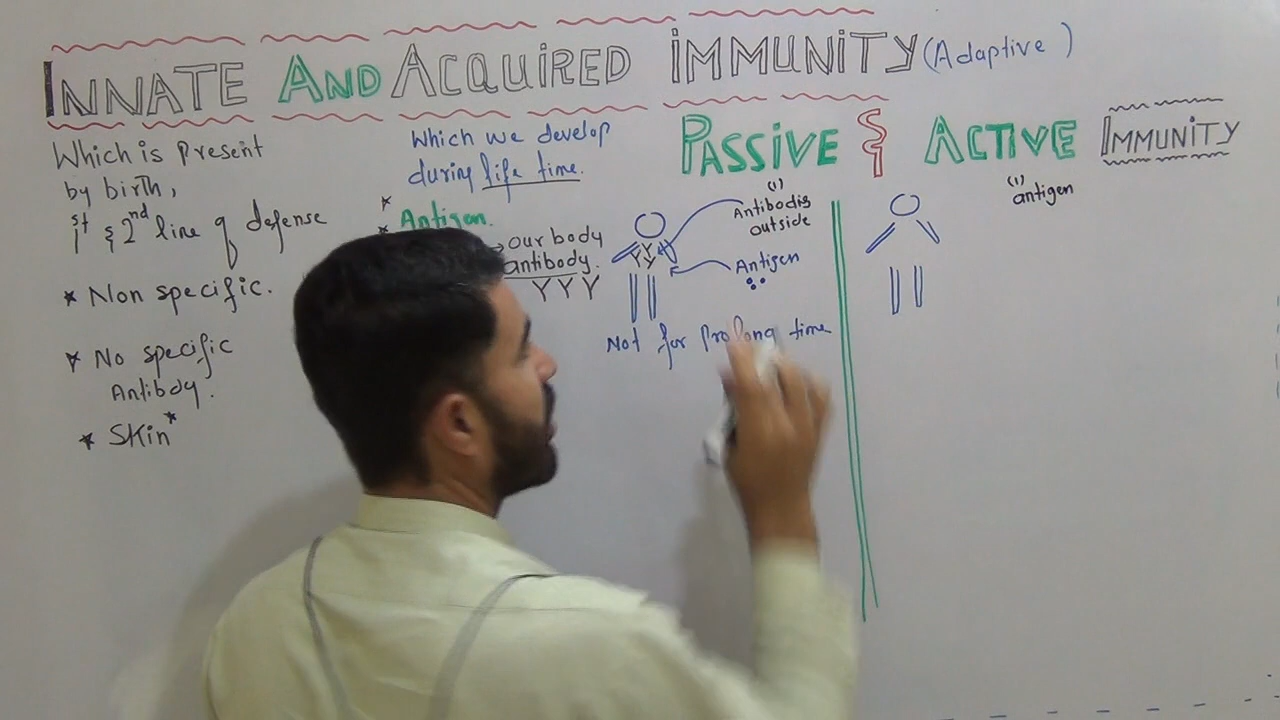 INNATE AND ACQUIRED IMMUNITY (Adaptive)
Which is Present
by birth,
1st & 2nd line of defense
* Non specific.
* No specific
Antibody.
* Skin*
Which we develop
during life time.
* Antigen.
*
our body
antibody.
Y Y Y
PASSIVE & ACTIVE IMMUNITY
(1)
Antibodies
outside
Antigen
Not for Prolong time
(1)
antigen